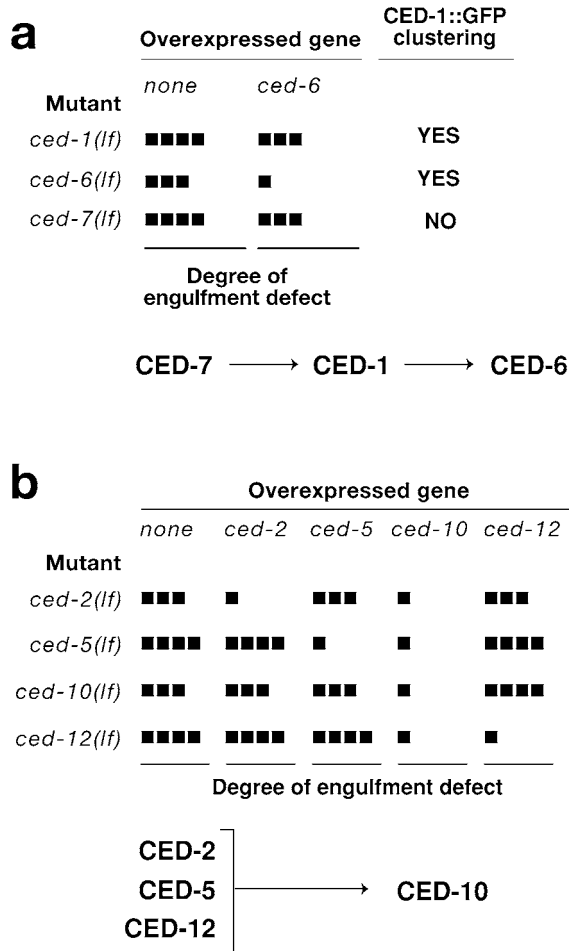 a
Overexpressed gene
CED-1::GFP
clustering
none ced-6
Mutant
ced-1(lf) YES
ced-6(lf) YES
ced-7(lf) NO
Degree of
engulfment defect
CED-7 → CED-1 → CED-6
b
Overexpressed gene
none ced-2 ced-5 ced-10 ced-12
Mutant
ced-2(lf)
ced-5(lf)
ced-10(lf)
ced-12(lf)
Degree of engulfment defect
CED-2
CED-5 → CED-10
CED-12